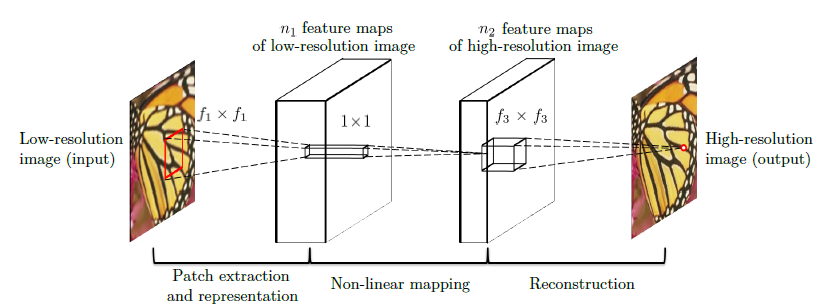 n₁ feature maps
of low-resolution image
n₂ feature maps
of high-resolution image
f₁ × f₁
1×1
f₃ × f₃
Low-resolution
image (input)
High-resolution
image (output)
Patch extraction
and representation
Non-linear mapping
Reconstruction